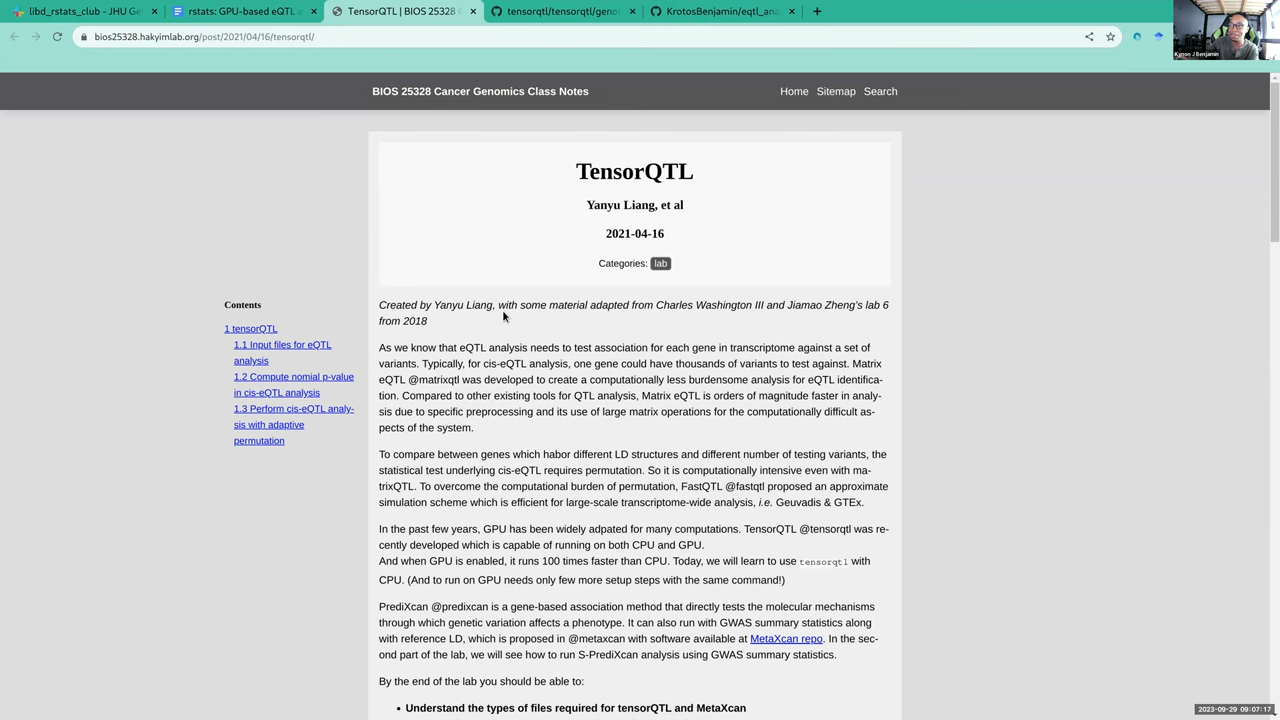 libd_rstats_club - JHU Ge
rstats: GPU-based eQTL a
TensorQTL | BIOS 25328
tensorqtl/tensorqtl/genot
KrotosBenjamin/eqtl_ana
bios25328.hakyimlab.org/post/2021/04/16/tensorqtl/
Kynon J Benjamin
BIOS 25328 Cancer Genomics Class Notes
Home Sitemap Search
TensorQTL
Yanyu Liang, et al
2021-04-16
Categories: lab
Contents
1 tensorQTL
1.1 Input files for eQTL
analysis
1.2 Compute nomial p-value
in cis-eQTL analysis
1.3 Perform cis-eQTL analy-
sis with adaptive
permutation
Created by Yanyu Liang, with some material adapted from Charles Washington III and Jiamao Zheng's lab 6
from 2018
As we know that eQTL analysis needs to test association for each gene in transcriptome against a set of
variants. Typically, for cis-eQTL analysis, one gene could have thousands of variants to test against. Matrix
eQTL @matrixqtl was developed to create a computationally less burdensome analysis for eQTL identifica-
tion. Compared to other existing tools for QTL analysis, Matrix eQTL is orders of magnitude faster in analy-
sis due to specific preprocessing and its use of large matrix operations for the computationally difficult as-
pects of the system.
To compare between genes which habor different LD structures and different number of testing variants, the
statistical test underlying cis-eQTL requires permutation. So it is computationally intensive even with ma-
trixQTL. To overcome the computational burden of permutation, FastQTL @fastqtl proposed an approximate
simulation scheme which is efficient for large-scale transcriptome-wide analysis, i.e. Geuvadis & GTEx.
In the past few years, GPU has been widely adpated for many computations. TensorQTL @tensorqtl was re-
cently developed which is capable of running on both CPU and GPU.
And when GPU is enabled, it runs 100 times faster than CPU. Today, we will learn to use tensorqtl with
CPU. (And to run on GPU needs only few more setup steps with the same command!)
PrediXcan @predixcan is a gene-based association method that directly tests the molecular mechanisms
through which genetic variation affects a phenotype. It can also run with GWAS summary statistics along
with reference LD, which is proposed in @metaxcan with software available at MetaXcan repo. In the sec-
ond part of the lab, we will see how to run S-PrediXcan analysis using GWAS summary statistics.
By the end of the lab you should be able to:
• Understand the types of files required for tensorQTL and MetaXcan
2023-09-29 09:07:17